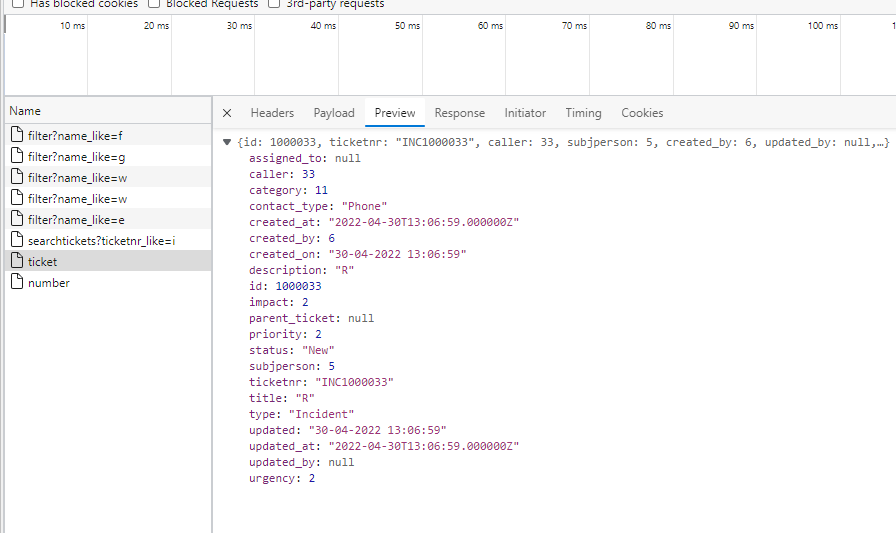 Has blocked cookies Blocked Requests 3rd-party requests
10 ms 20 ms 30 ms 40 ms 50 ms 60 ms 70 ms 80 ms 90 ms 100 ms 1
Name
filter?name_like=f
filter?name_like=g
filter?name_like=w
filter?name_like=w
filter?name_like=e
searchtickets?ticketnr_like=i
ticket
number
Headers Payload Preview Response Initiator Timing Cookies
{id: 1000033, ticketnr: "INC1000033", caller: 33, subjperson: 5, created_by: 6, updated_by: null,…}
assigned_to: null
caller: 33
category: 11
contact_type: "Phone"
created_at: "2022-04-30T13:06:59.000000Z"
created_by: 6
created_on: "30-04-2022 13:06:59"
description: "R"
id: 1000033
impact: 2
parent_ticket: null
priority: 2
status: "New"
subjperson: 5
ticketnr: "INC1000033"
title: "R"
type: "Incident"
updated: "30-04-2022 13:06:59"
updated_at: "2022-04-30T13:06:59.000000Z"
updated_by: null
urgency: 2